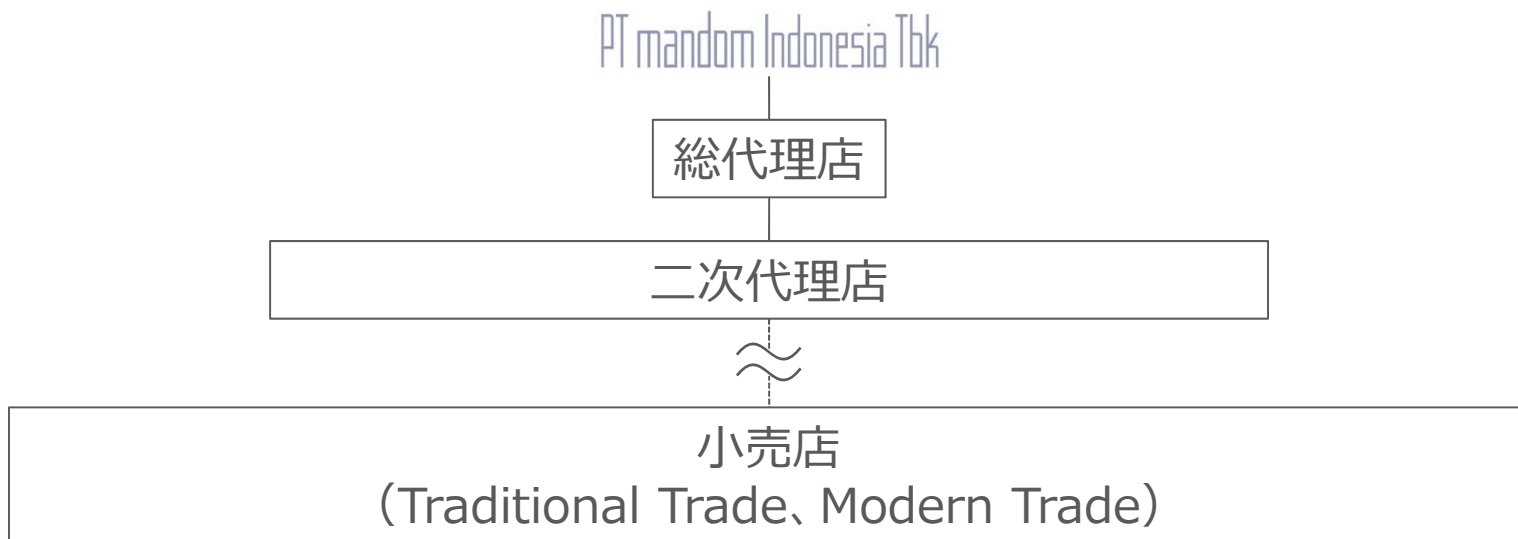 PT mandom Indonesia Tbk
総代理店
二次代理店
小売店
（Traditional Trade、Modern Trade）